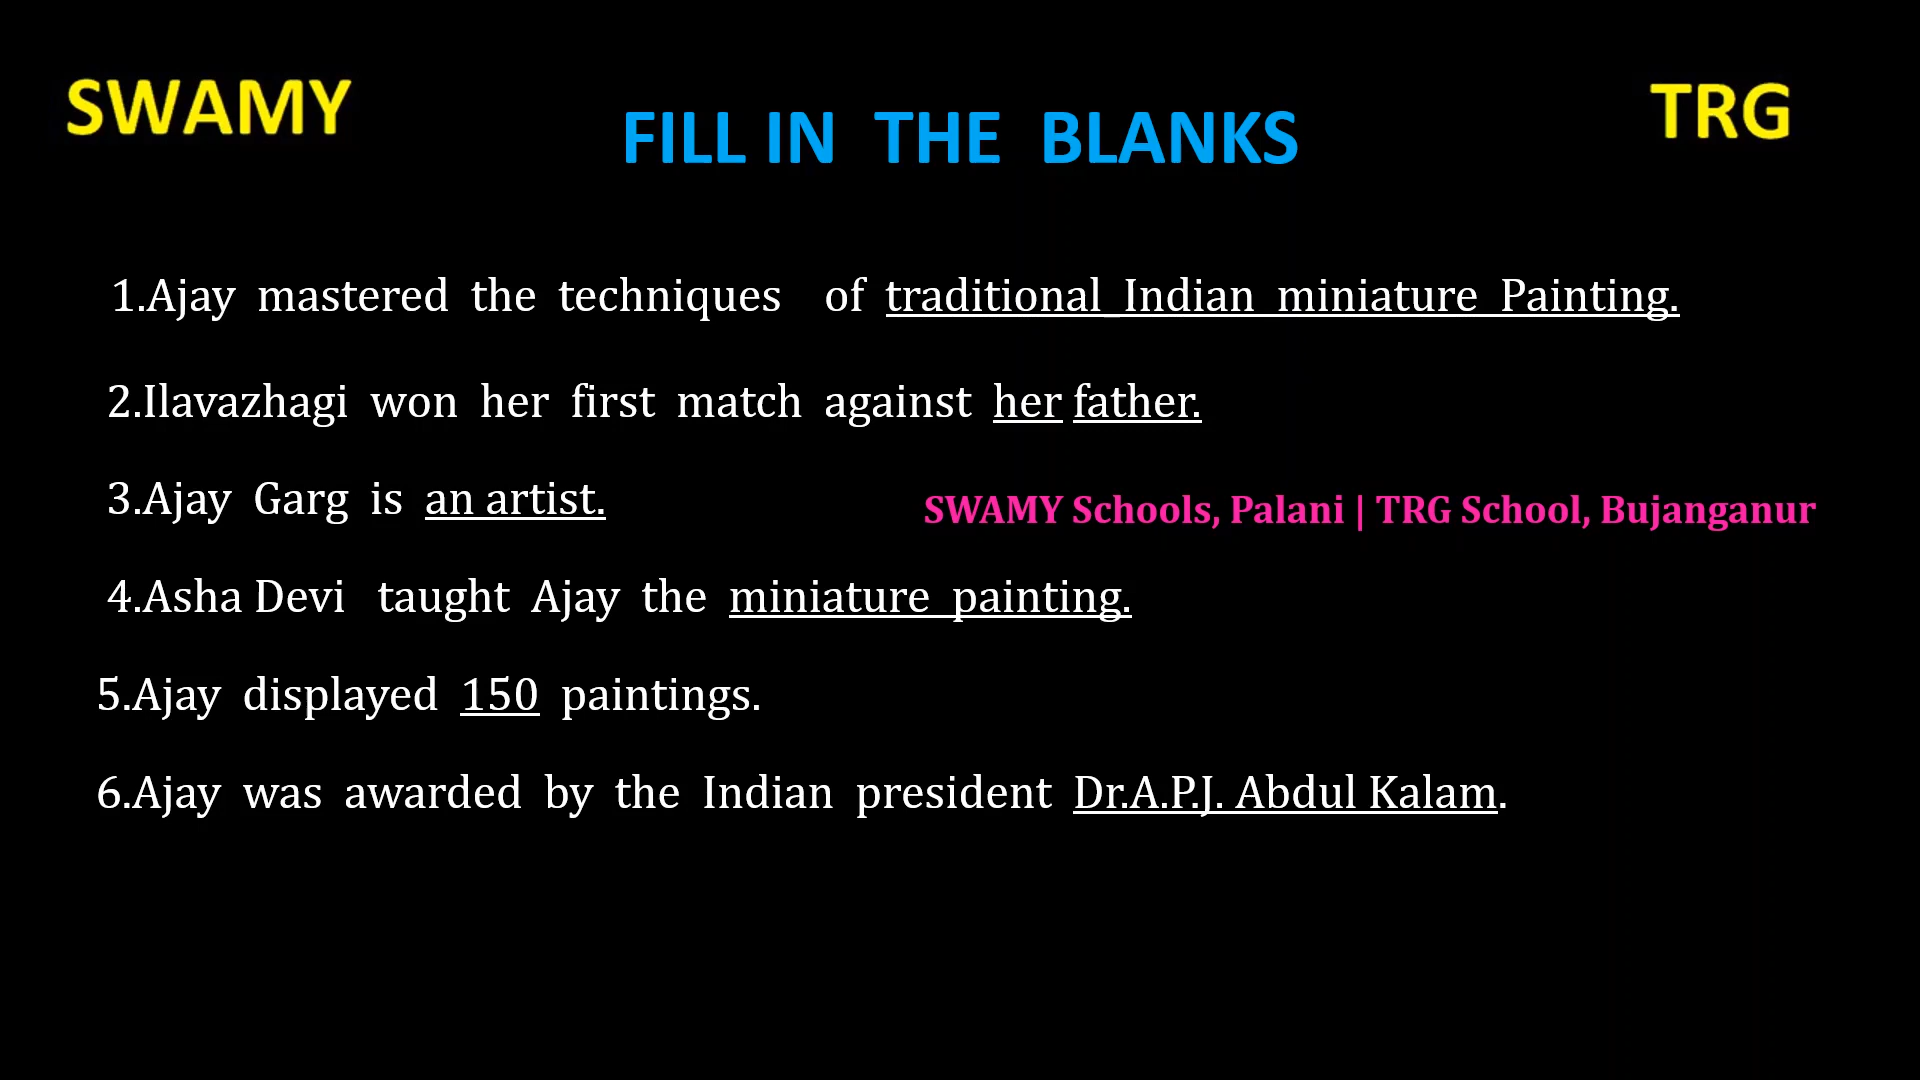 SWAMY
TRG
FILL IN THE BLANKS
1.Ajay mastered the techniques of traditional Indian miniature Painting.
2.Ilavazhagi won her first match against her father.
3.Ajay Garg is an artist.
SWAMY Schools, Palani | TRG School, Bujanganur
4.Asha Devi taught Ajay the miniature painting.
5.Ajay displayed 150 paintings.
6.Ajay was awarded by the Indian president Dr.A.P.J. Abdul Kalam.